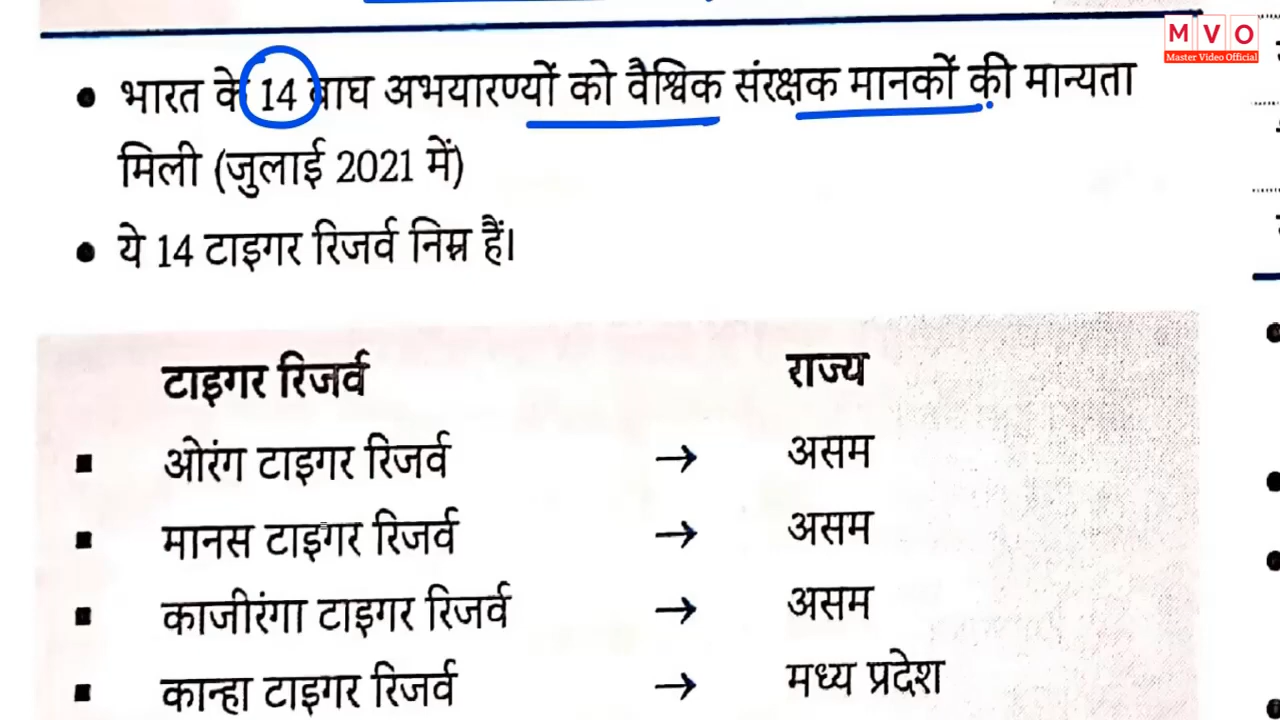 M V O
Master Video Official
• भारत के 14 बाघ अभयारण्यों को वैश्विक संरक्षक मानकों की मान्यता
मिली (जुलाई 2021 में)
• ये 14 टाइगर रिजर्व निम्न हैं।
टाइगर रिजर्व राज्य
▪ ओरंग टाइगर रिजर्व → असम
▪ मानस टाइगर रिजर्व → असम
▪ काजीरंगा टाइगर रिजर्व → असम
▪ कान्हा टाइगर रिजर्व → मध्य प्रदेश